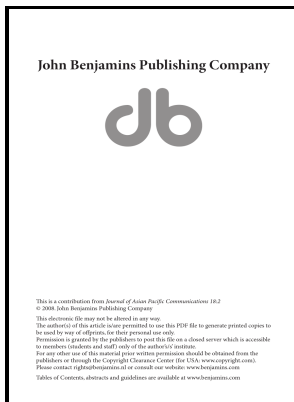 John Benjamins Publishing Company
This is a contribution from Journal of Asian Pacific Communications 18:2
© 2008. John Benjamins Publishing Company
This electronic file may not be altered in any way.
The author(s) of this article is/are permitted to use this PDF file to generate printed copies to
be used by way of offprints, for their personal use only.
Permission is granted by the publishers to post this file on a closed server which is accessible
to members (students and staff) only of the author's/s' institute.
For any other use of this material prior written permission should be obtained from the
publishers or through the Copyright Clearance Center (for USA: www.copyright.com).
Please contact rights@benjamins.nl or consult our website: www.benjamins.com
Tables of Contents, abstracts and guidelines are available at www.benjamins.com